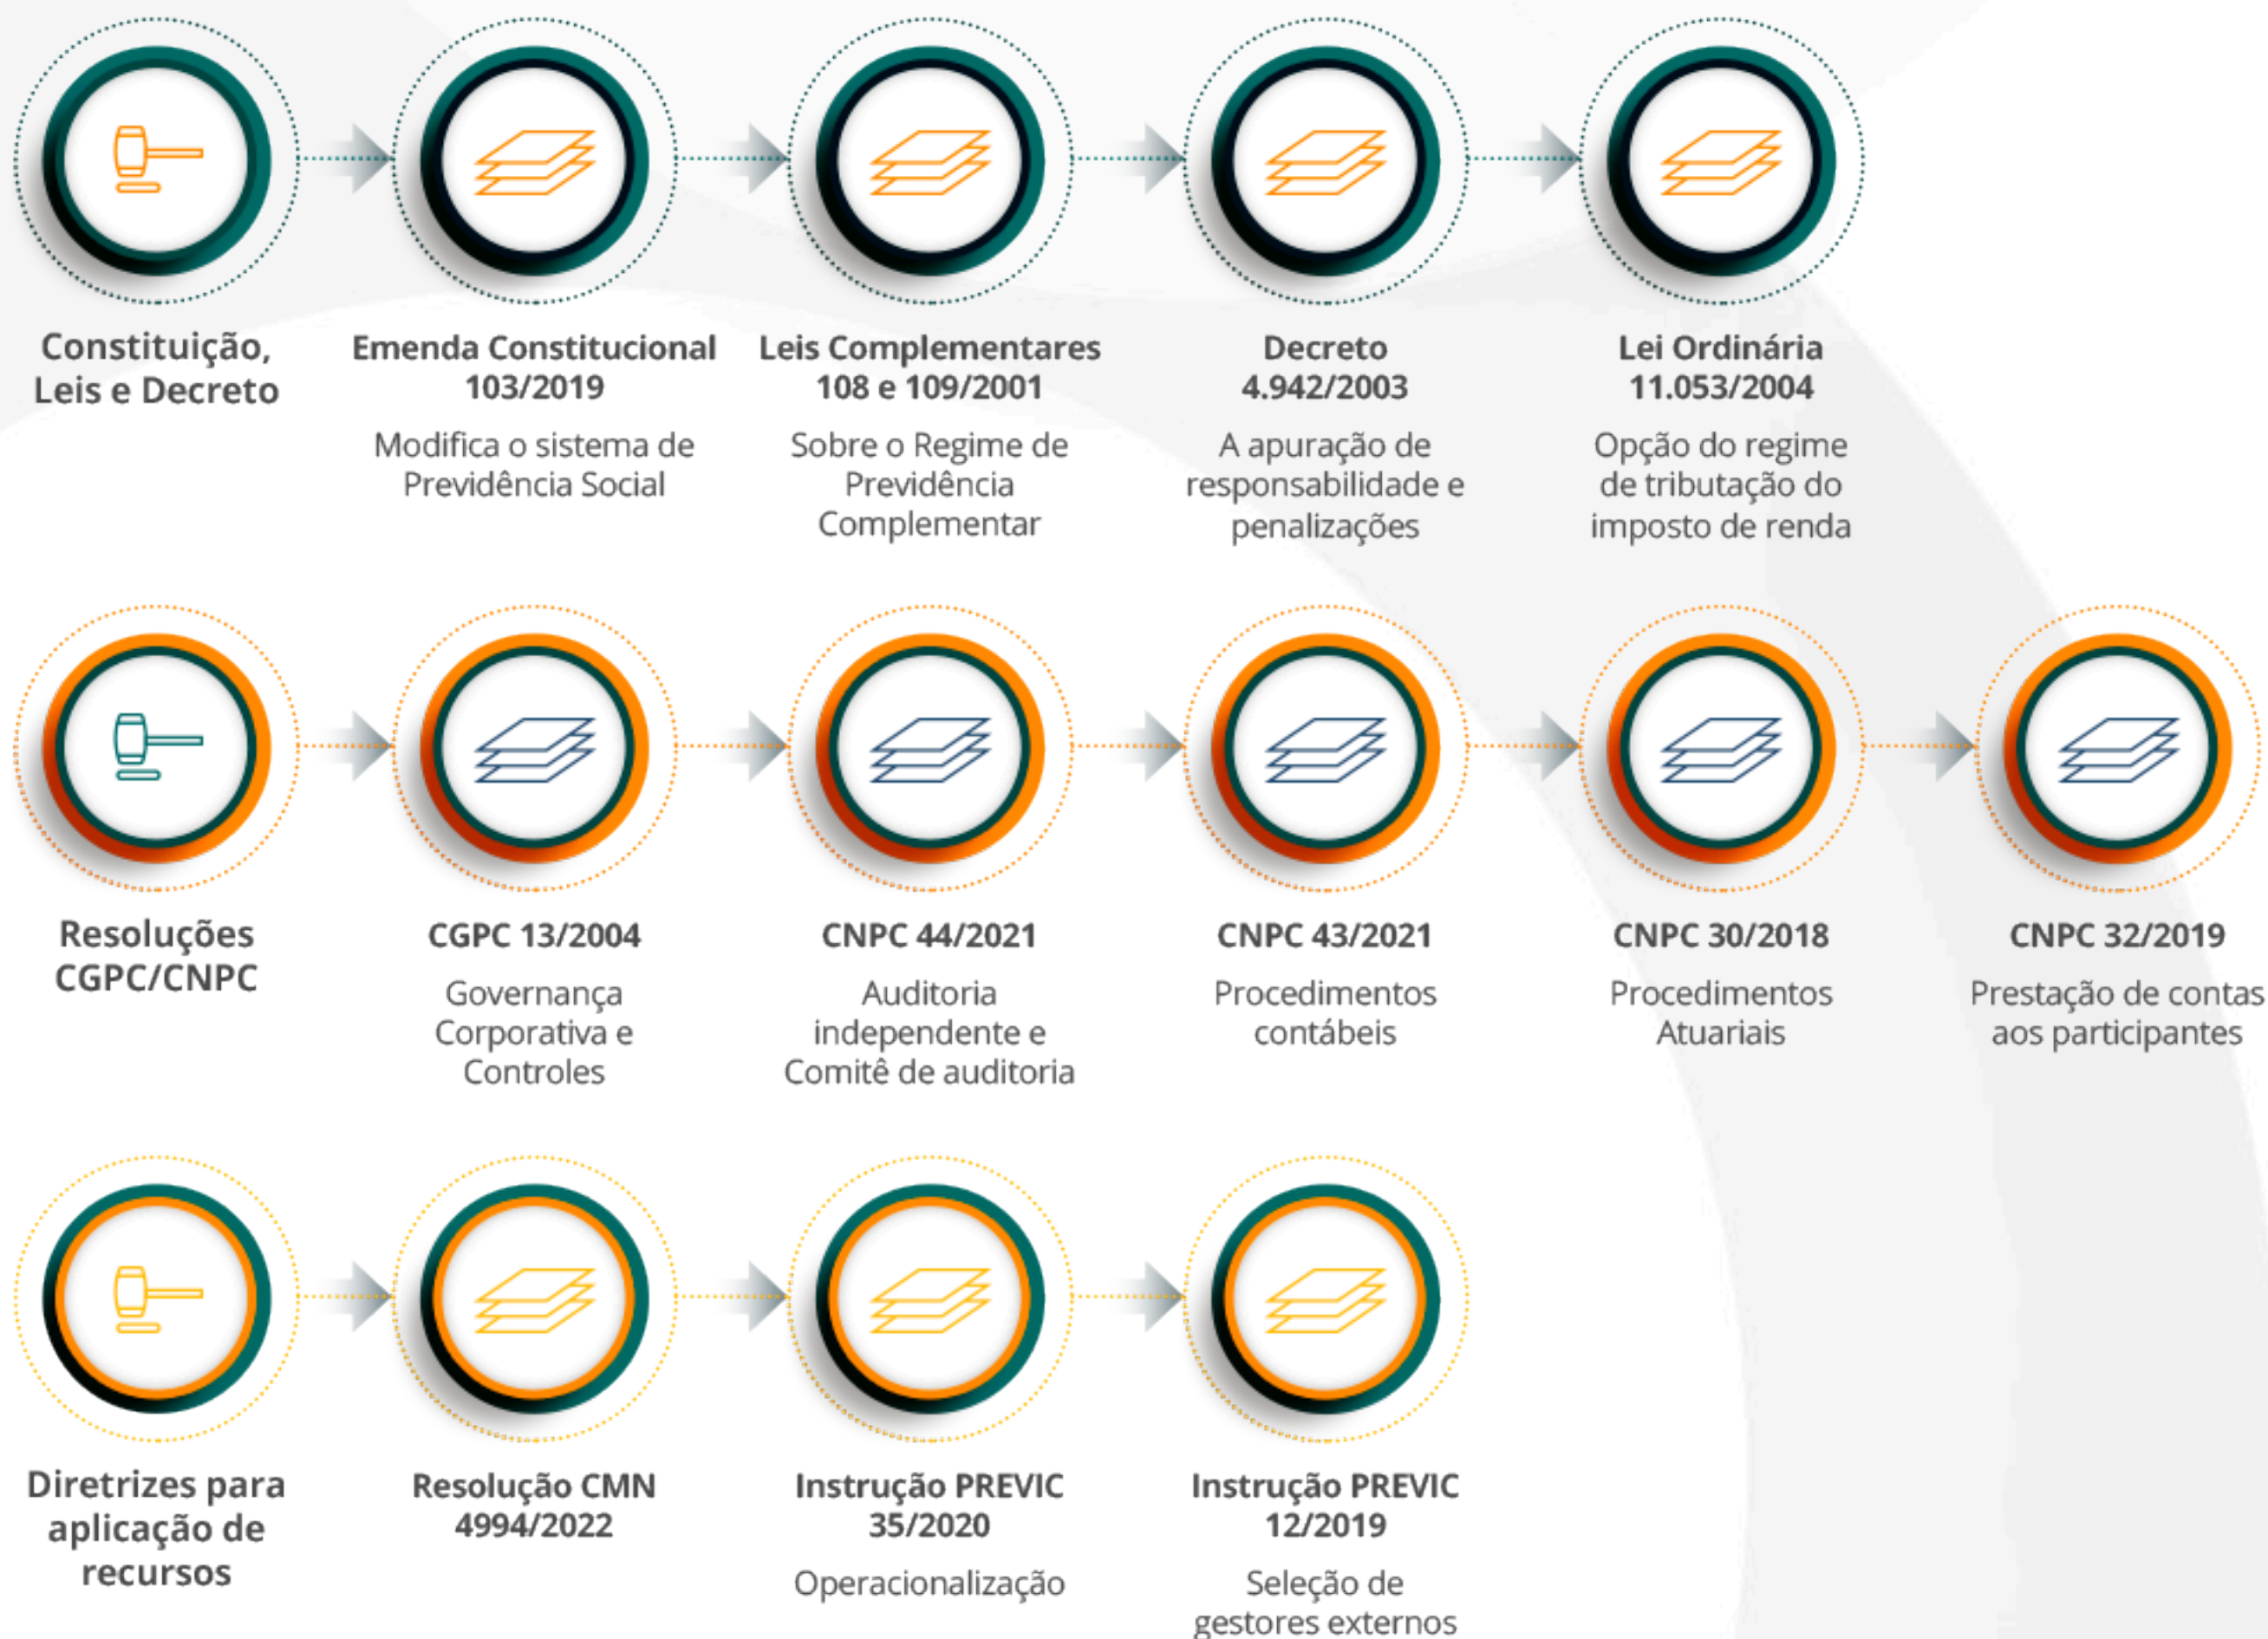 Constituição,
Leis e Decreto
Emenda Constitucional
103/2019
Modifica o sistema de
Previdência Social
Leis Complementares
108 e 109/2001
Sobre o Regime de
Previdência
Complementar
Decreto
4.942/2003
A apuração de
responsabilidade e
penalizações
Lei Ordinária
11.053/2004
Opção do regime
de tributação do
imposto de renda
Resoluções
CGPC/CNPC
CGPC 13/2004
Governança
Corporativa e
Controles
CNPC 44/2021
Auditoria
independente e
Comitê de auditoria
CNPC 43/2021
Procedimentos
contábeis
CNPC 30/2018
Procedimentos
Atuariais
CNPC 32/2019
Prestação de contas
aos participantes
Diretrizes para
aplicação de
recursos
Resolução CMN
4994/2022
Instrução PREVIC
35/2020
Operacionalização
Instrução PREVIC
12/2019
Seleção de
gestores externos